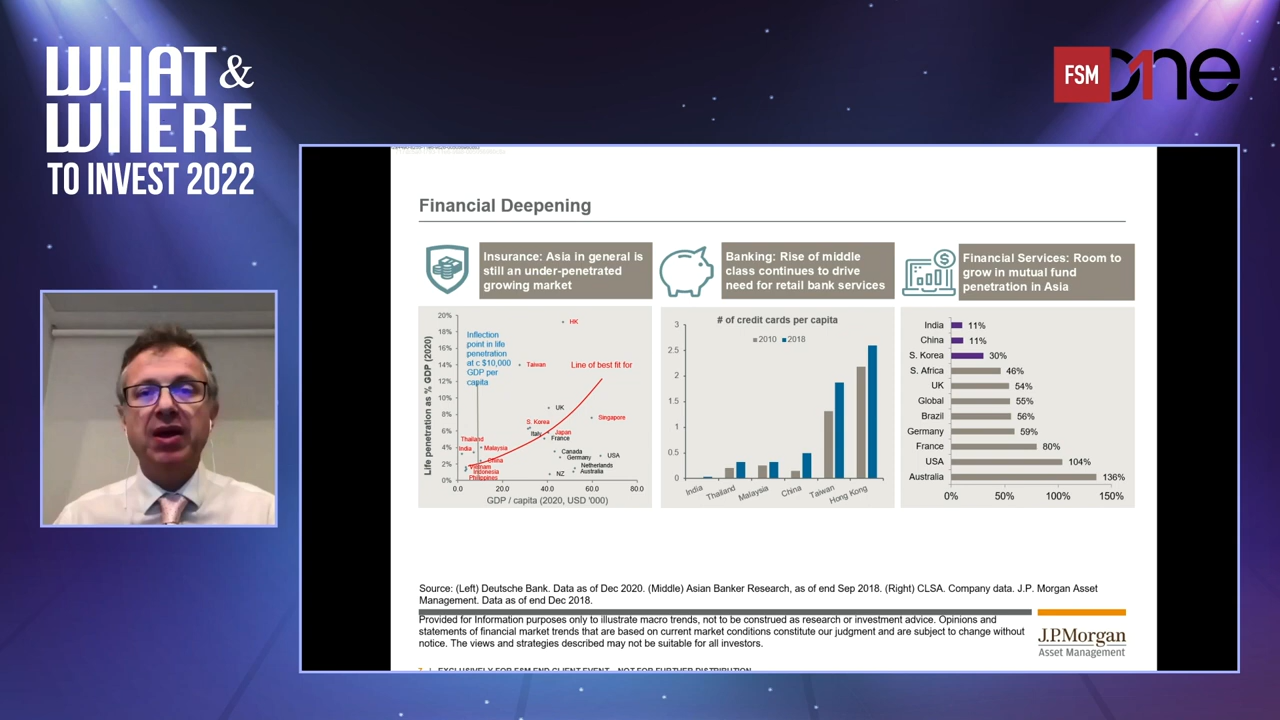 WHAT &
WHERE
TO INVEST 2022
FSM
One
Financial Deepening
Insurance: Asia in general is
still an under-penetrated
growing market
Banking: Rise of middle
class continues to drive
need for retail bank services
Financial Services: Room to
grow in mutual fund
penetration in Asia
Life penetration as % GDP (2020)
20%
18%
16%
14%
12%
10%
8%
6%
4%
2%
0%
Inflection
point in life
penetration
at c $10,000
GDP per
capita
HK
Taiwan
Line of best fit for
UK
Singapore
S. Korea
Italy
Japan
France
Thailand
India
Malaysia
China
Canada
Germany
USA
Vietnam
Indonesia
Philippines
Netherlands
Australia
NZ
0.0 20.0 40.0 60.0 80.0
GDP / capita (2020, USD '000)
# of credit cards per capita
2010 2018
3
2.5
2
1.5
1
0.5
0
India Thailand Malaysia China Taiwan Hong Kong
India 11%
China 11%
S. Korea 30%
S. Africa 46%
UK 54%
Global 55%
Brazil 56%
Germany 59%
France 80%
USA 104%
Australia 136%
0% 50% 100% 150%
Source: (Left) Deutsche Bank. Data as of Dec 2020. (Middle) Asian Banker Research, as of end Sep 2018. (Right) CLSA. Company data. J.P. Morgan Asset
Management. Data as of end Dec 2018.
Provided for Information purposes only to illustrate macro trends, not to be construed as research or investment advice. Opinions and
statements of financial market trends that are based on current market conditions constitute our judgment and are subject to change without
notice. The views and strategies described may not be suitable for all investors.
J.P.Morgan
Asset Management
7 | EXCLUSIVELY FOR FSM END CLIENT EVENT – NOT FOR FURTHER DISTRIBUTION